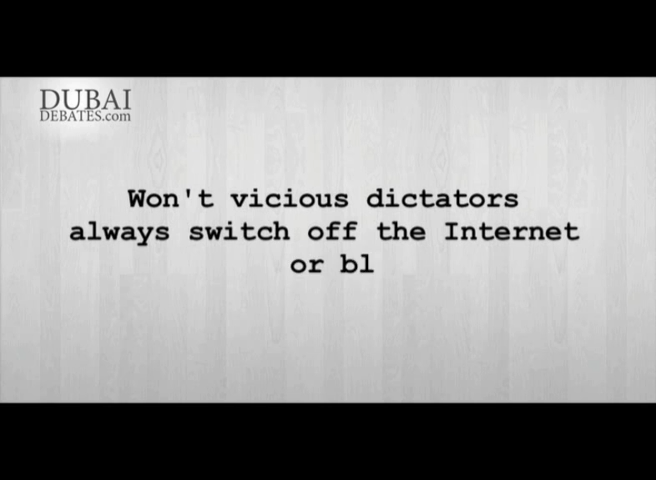 DUBAI
DEBATES.com
Won't vicious dictators
always switch off the Internet
or bl